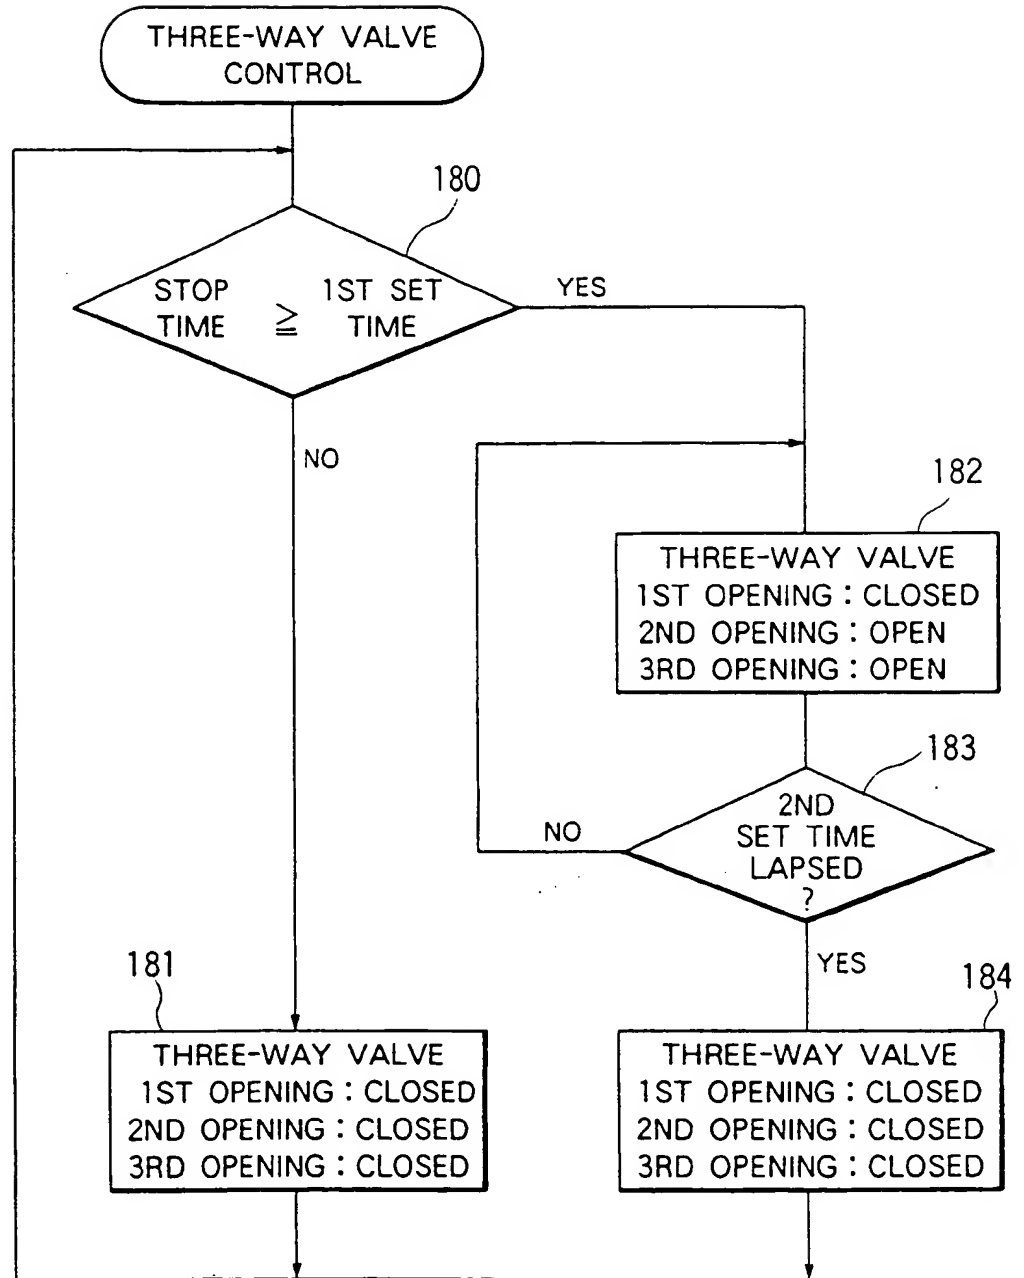 THREE-WAY VALVE
CONTROL
180
STOP
TIME
≧
1ST SET
TIME
YES
NO
182
THREE-WAY VALVE
1ST OPENING : CLOSED
2ND OPENING : OPEN
3RD OPENING : OPEN
183
2ND
SET TIME
LAPSED
?
NO
YES
181
THREE-WAY VALVE
1ST OPENING : CLOSED
2ND OPENING : CLOSED
3RD OPENING : CLOSED
184
THREE-WAY VALVE
1ST OPENING : CLOSED
2ND OPENING : CLOSED
3RD OPENING : CLOSED